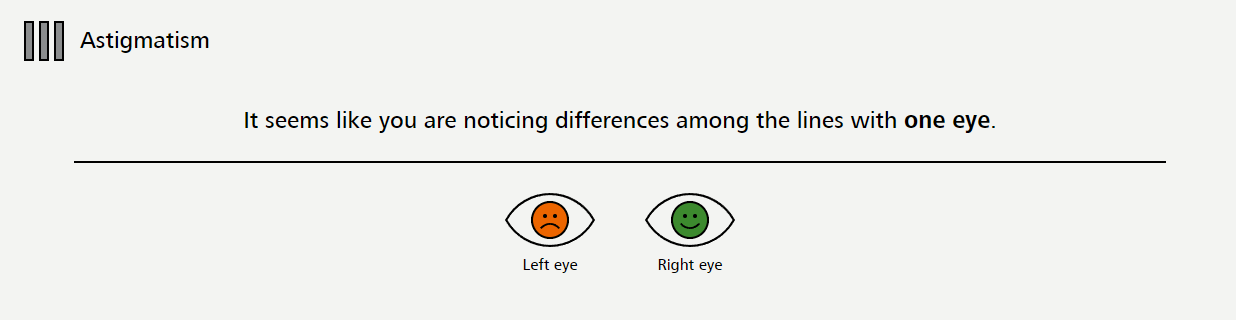 Astigmatism
It seems like you are noticing differences among the lines with one eye.
Left eye
Right eye